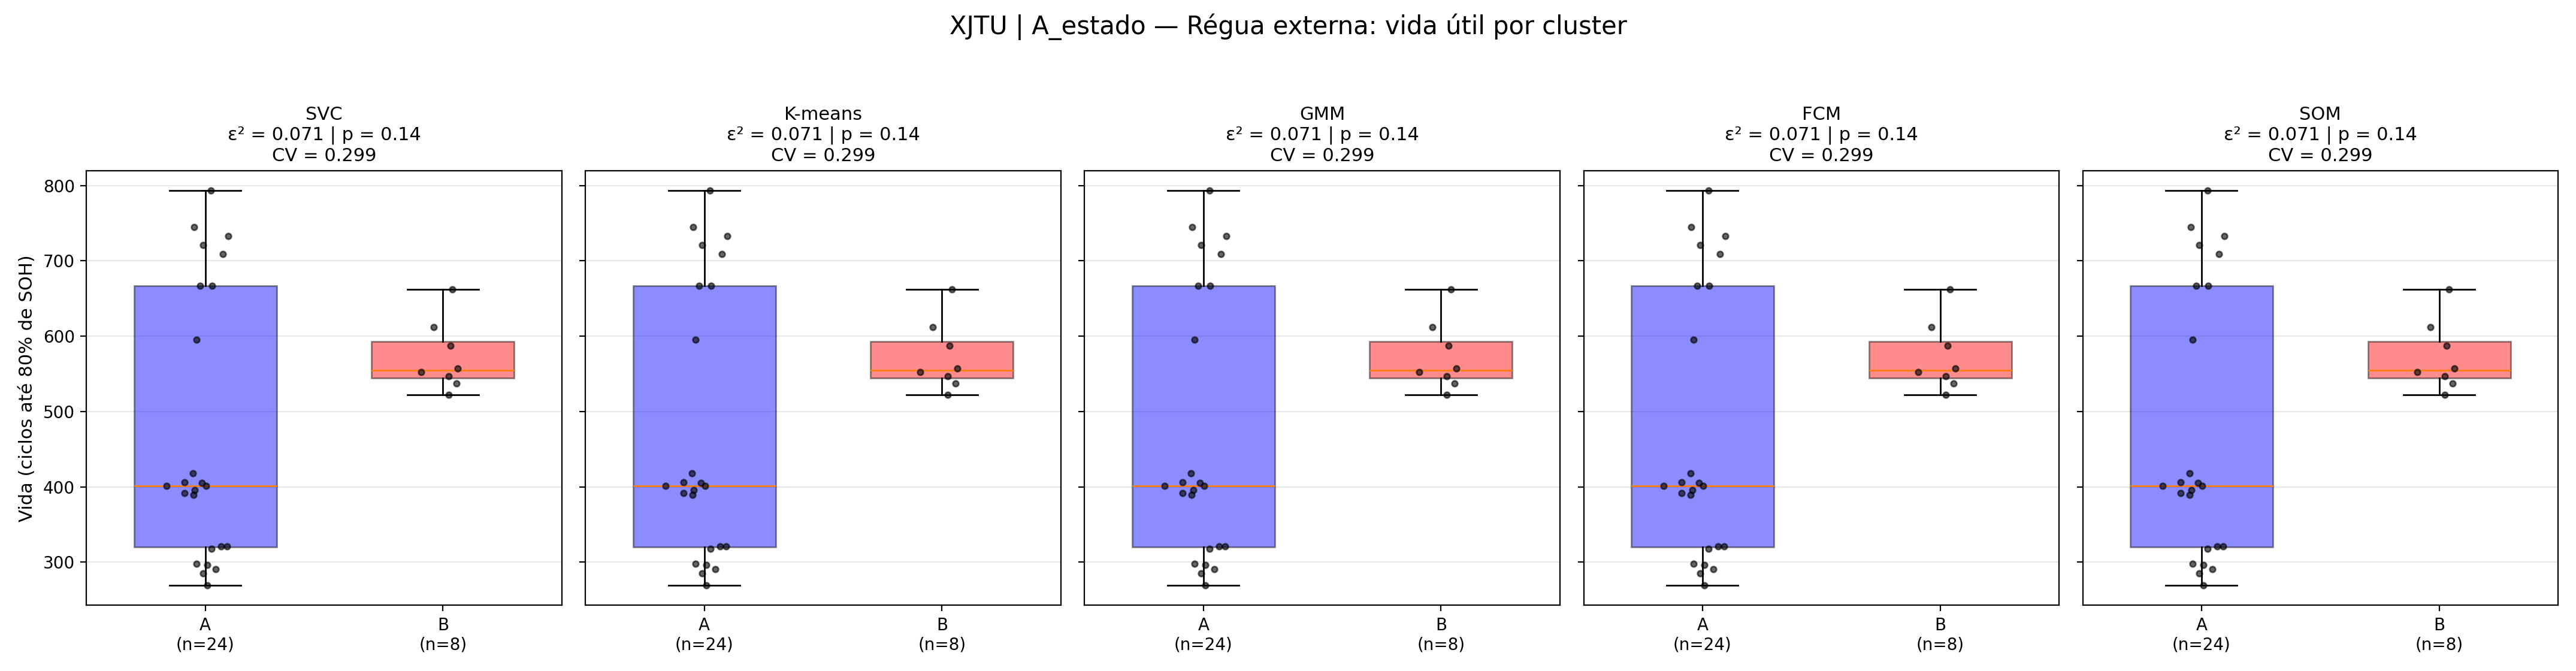 XJTU | A_estado — Régua externa: vida útil por cluster
SVC
ε² = 0.071 | p = 0.14
CV = 0.299
K-means
ε² = 0.071 | p = 0.14
CV = 0.299
GMM
ε² = 0.071 | p = 0.14
CV = 0.299
FCM
ε² = 0.071 | p = 0.14
CV = 0.299
SOM
ε² = 0.071 | p = 0.14
CV = 0.299
Vida (ciclos até 80% de SOH)
800
700
600
500
400
300
A
(n=24)
B
(n=8)
A
(n=24)
B
(n=8)
A
(n=24)
B
(n=8)
A
(n=24)
B
(n=8)
A
(n=24)
B
(n=8)